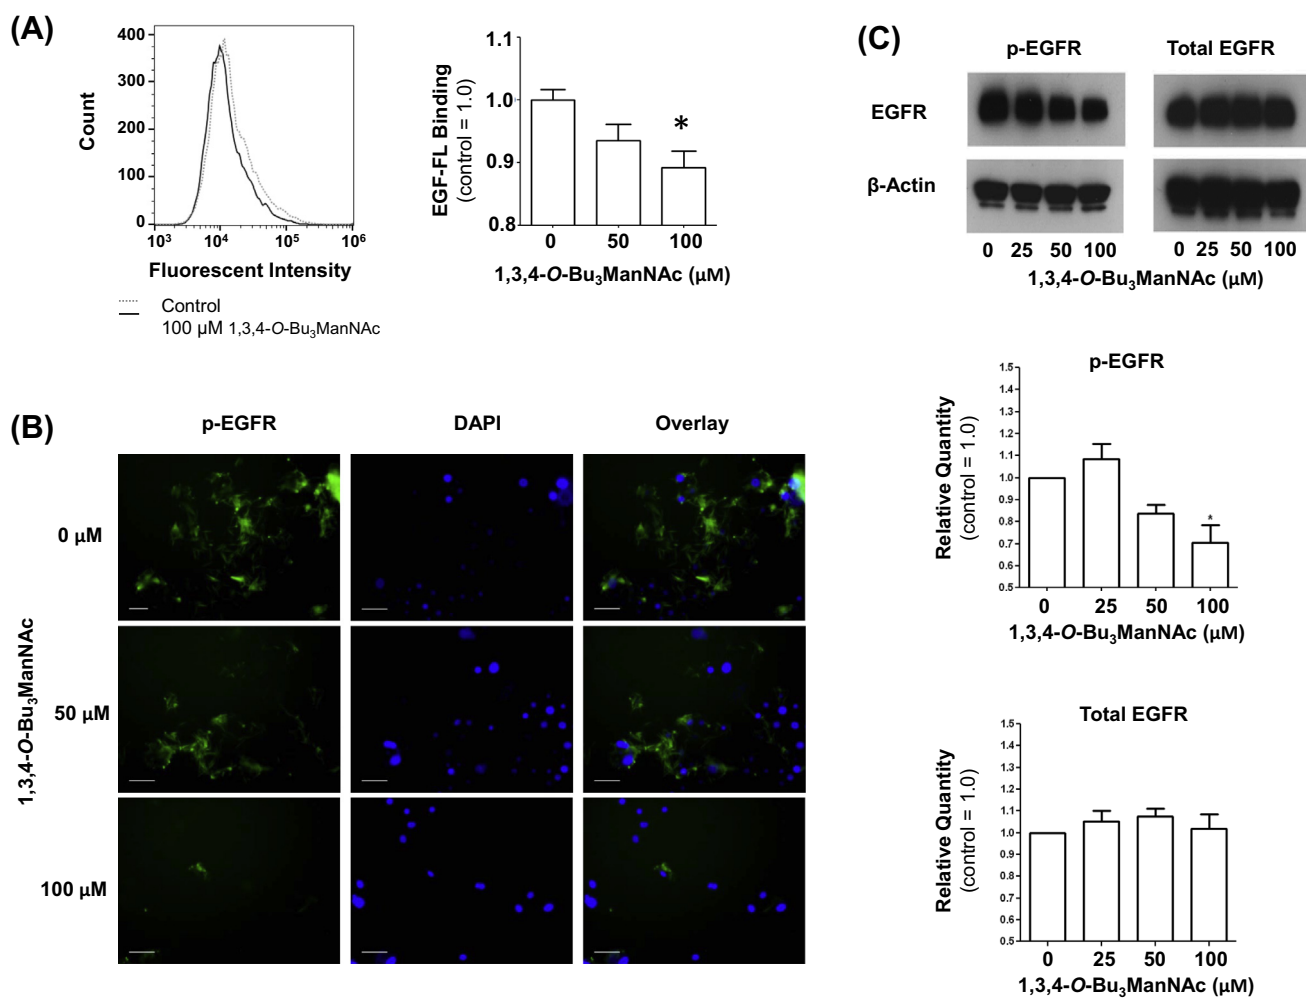 (A)
400
300
200
100
0
Count
10³
10⁴
10⁵
10⁶
Fluorescent Intensity
Control
100 μM 1,3,4-O-Bu₃ManNAc
1.1
1.0
0.9
0.8
EGF-FL Binding
(control = 1.0)
*
0 50 100
1,3,4-O-Bu₃ManNAc (μM)
(B)
p-EGFR DAPI Overlay
0 μM
50 μM
100 μM
1,3,4-O-Bu₃ManNAc
(C)
p-EGFR Total EGFR
EGFR
β-Actin
0 25 50 100 0 25 50 100
1,3,4-O-Bu₃ManNAc (μM)
p-EGFR
1.5
1.4
1.2
1.1
1.0
0.9
0.8
0.7
0.6
0.5
Relative Quantity
(control = 1.0)
*
0 25 50 100
1,3,4-O-Bu₃ManNAc (μM)
Total EGFR
1.5
1.4
1.2
1.1
1.0
0.9
0.8
0.7
0.6
0.5
Relative Quantity
(control = 1.0)
0 25 50 100
1,3,4-O-Bu₃ManNAc (μM)